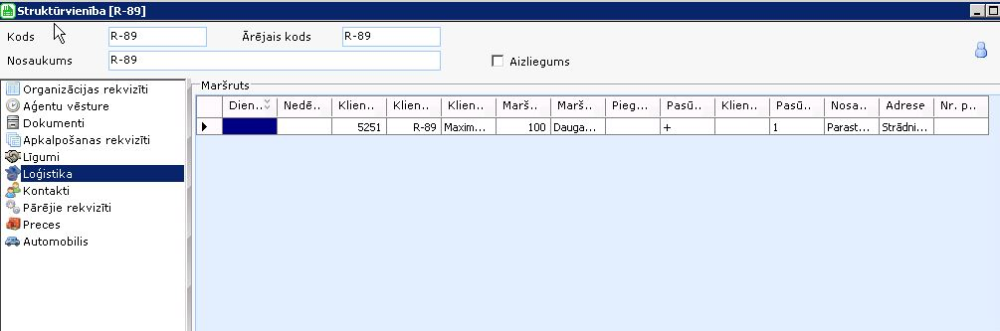 Struktūrvienība [R-89]
Kods R-89 Ārējais kods R-89
Nosaukums R-89 Aizliegums
Organizācijas rekvizīti
Aģentu vēsture
Dokumenti
Apkalpošanas rekvizīti
Līgumi
Loģistika
Kontakti
Pārējie rekvizīti
Preces
Automobilis
Maršruts
Dien.. Nedē.. Klien.. Klien.. Klien.. Marš.. Marš.. Pieg... Pasū.. Klien.. Pasū.. Nosa... Adrese Nr. p...
5251 R-89 Maxim... 100 Dauga... + 1 Parast... Strādni...